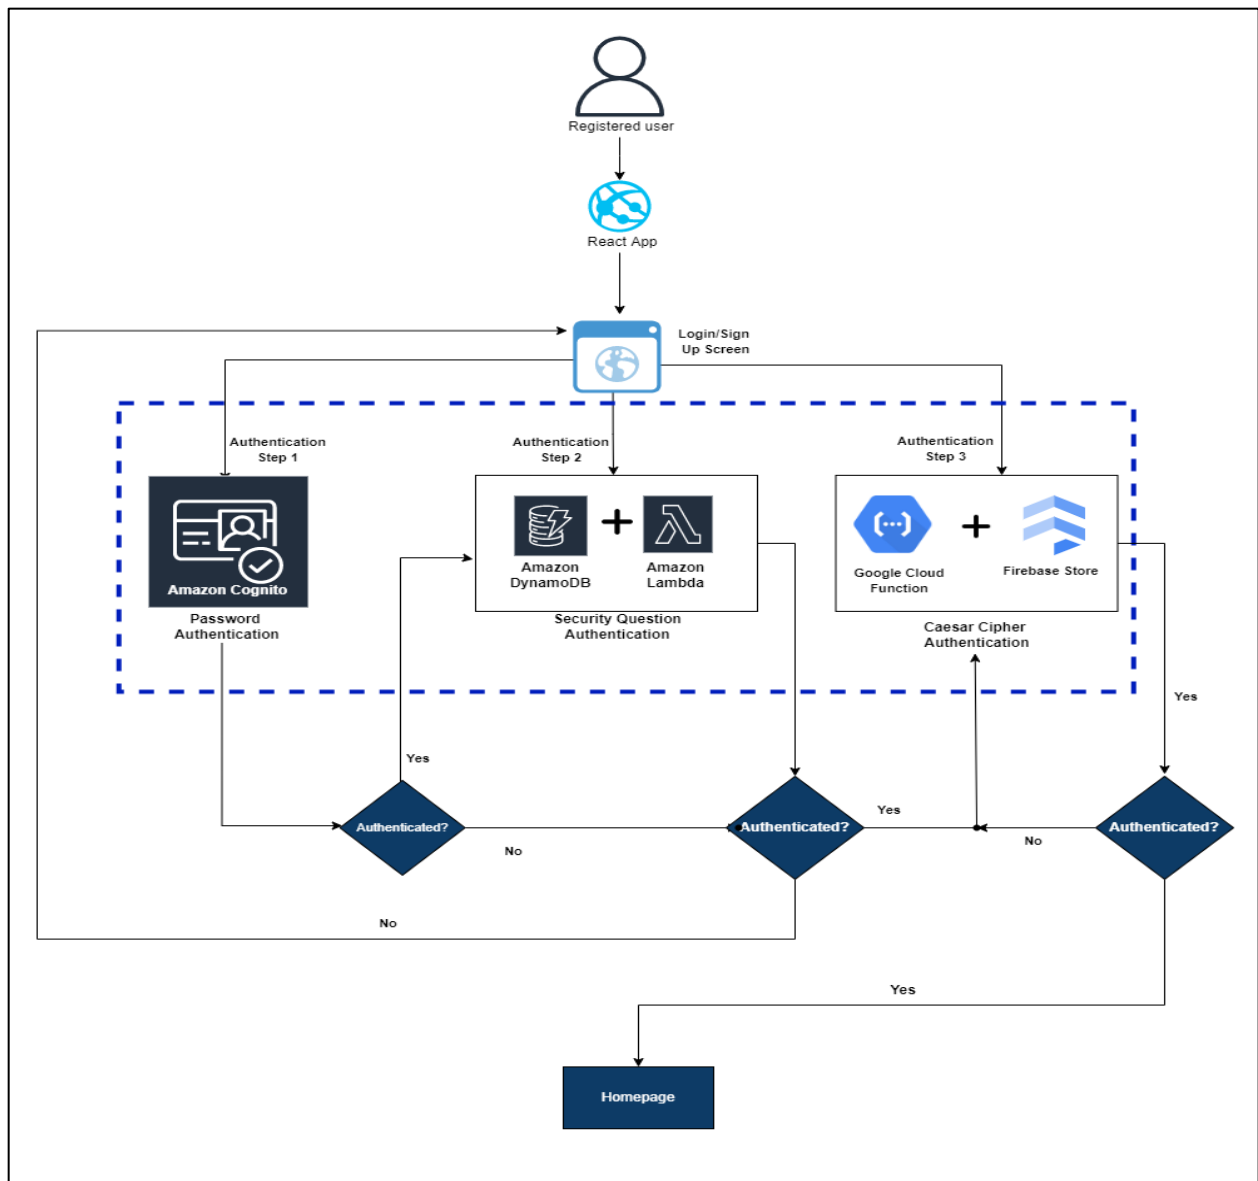 Registered user
React App
Login/Sign
Up Screen
Authentication
Step 1
Authentication
Step 2
Authentication
Step 3
Amazon Cognito
Password
Authentication
Amazon
DynamoDB
Amazon
Lambda
Security Question
Authentication
Google Cloud
Function
Firebase Store
Caesar Cipher
Authentication
Yes
Yes
Authenticated?
No
Authenticated?
Yes
No
Authenticated?
No
Yes
Homepage